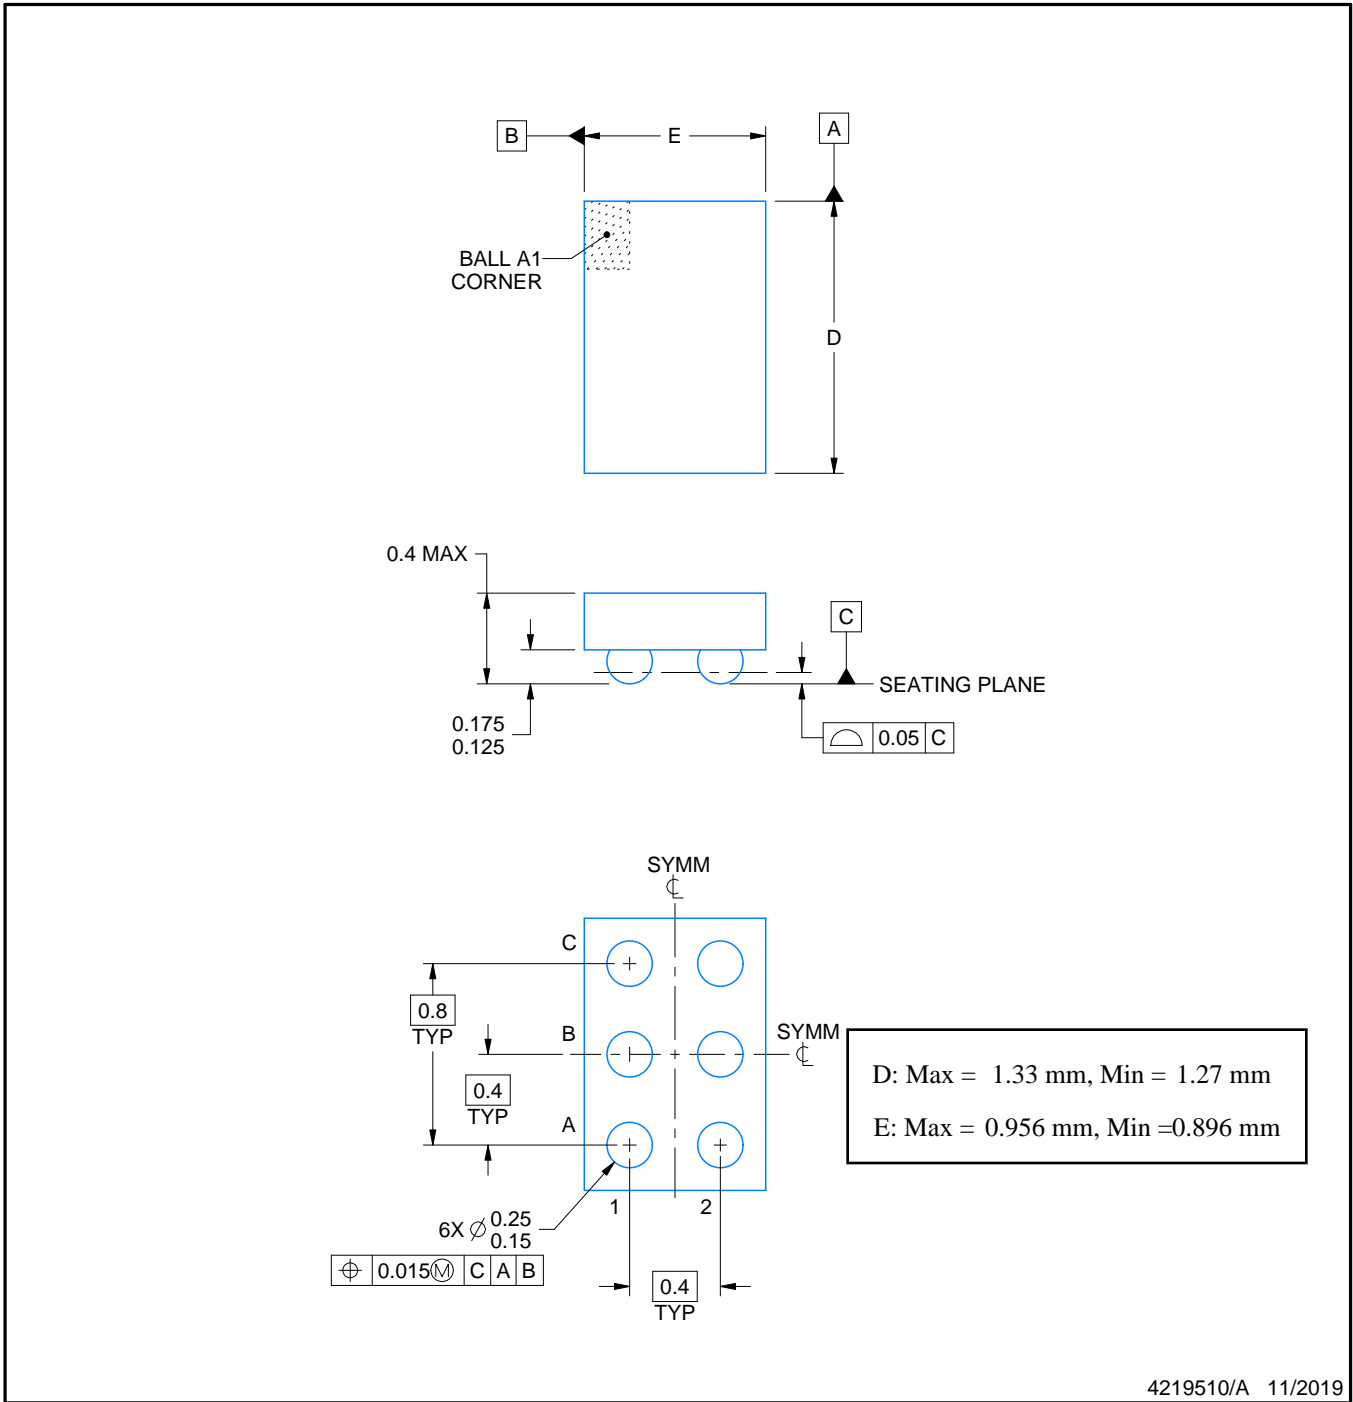 B
E
A
BALL A1
CORNER
D
0.4 MAX
C
SEATING PLANE
0.175
0.125
0.05 C
SYMM
C
0.8
TYP
B
SYMM
0.4
TYP
A
D: Max = 1.33 mm, Min = 1.27 mm
E: Max = 0.956 mm, Min =0.896 mm
1 2
6X ⌀ 0.25
0.15
⌖ 0.015Ⓜ C A B
0.4
TYP
4219510/A 11/2019